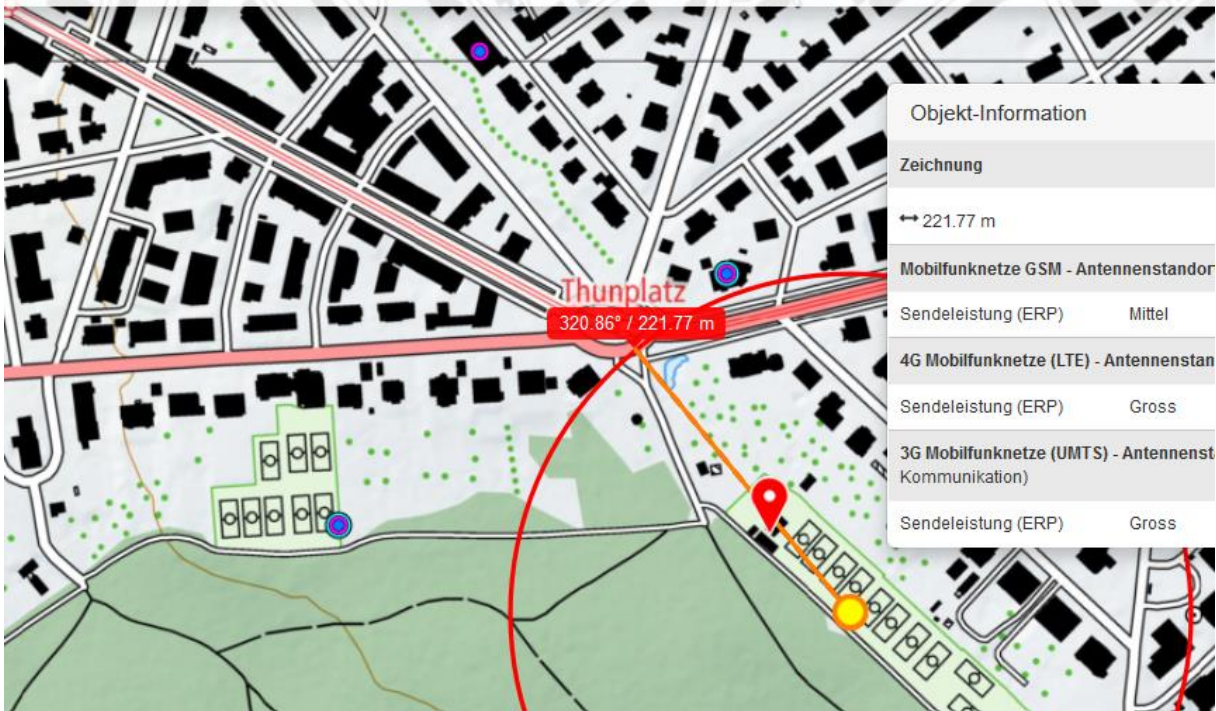 Thunplatz
320.86° / 221.77 m
Objekt-Information
Zeichnung
↔ 221.77 m
Mobilfunknetze GSM - Antennenstandor
Sendeleistung (ERP) Mittel
4G Mobilfunknetze (LTE) - Antennenstan
Sendeleistung (ERP) Gross
3G Mobilfunknetze (UMTS) - Antennenst
Kommunikation)
Sendeleistung (ERP) Gross